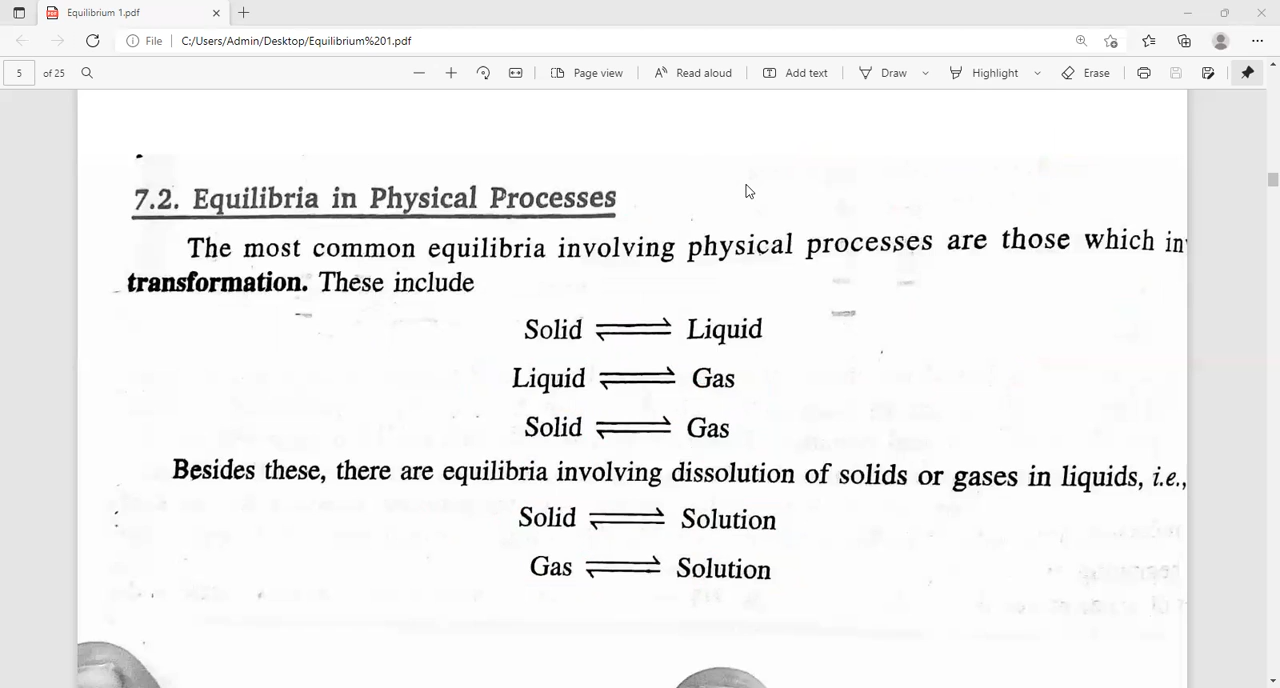 Equilibrium 1.pdf
File | C:/Users/Admin/Desktop/Equilibrium%201.pdf
5 of 25 Page view Read aloud Add text Draw Highlight Erase
7.2. Equilibria in Physical Processes
The most common equilibria involving physical processes are those which
transformation. These include
Solid ⇌ Liquid
Liquid ⇌ Gas
Solid ⇌ Gas
Besides these, there are equilibria involving dissolution of solids or gases in liquids, i.e.,
Solid ⇌ Solution
Gas ⇌ Solution